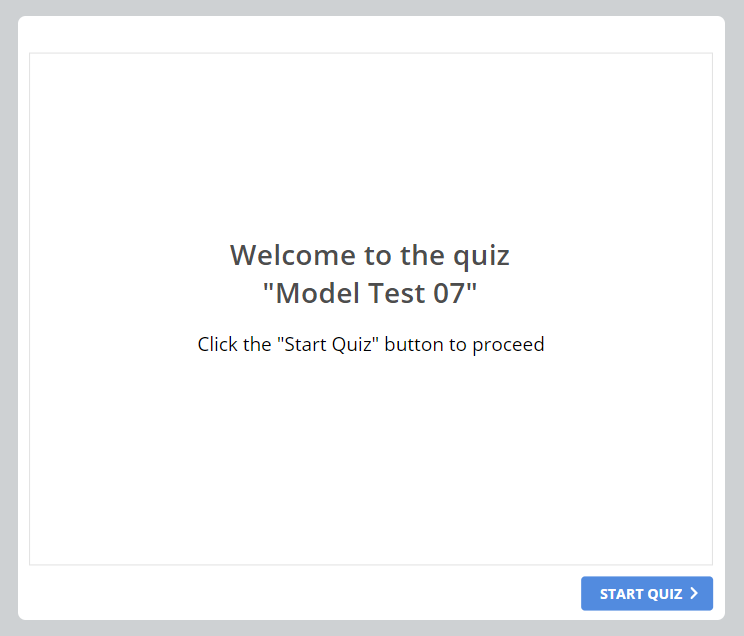 Welcome to the quiz
"Model Test 07"
Click the "Start Quiz" button to proceed
START QUIZ